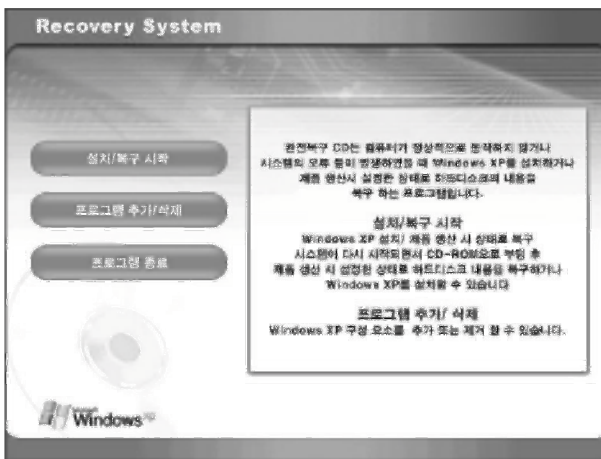 Recovery System
설치/복구 시작
프로그램 추가/삭제
프로그램 종료
완전복구 CD는 컴퓨터가 정상적으로 동작하지 않거나
시스템의 오류 등이 발생하였을 때 Windows XP를 설치하거나
제품 생산시 설정한 상태로 하드디스크의 내용을
복구 하는 프로그램입니다.
설치/복구 시작
Windows XP 설치/ 제품 생산 시 상태로 복구
시스템이 다시 시작되면서 CD-ROM으로 부팅 후
제품 생산 시 설정한 상태로 하드디스크 내용을 복구하거나
Windows XP를 설치할 수 있습니다
프로그램 추가/ 삭제
Windows XP 구성 요소를 추가 또는 제거 할 수 있습니다.
Windows xp